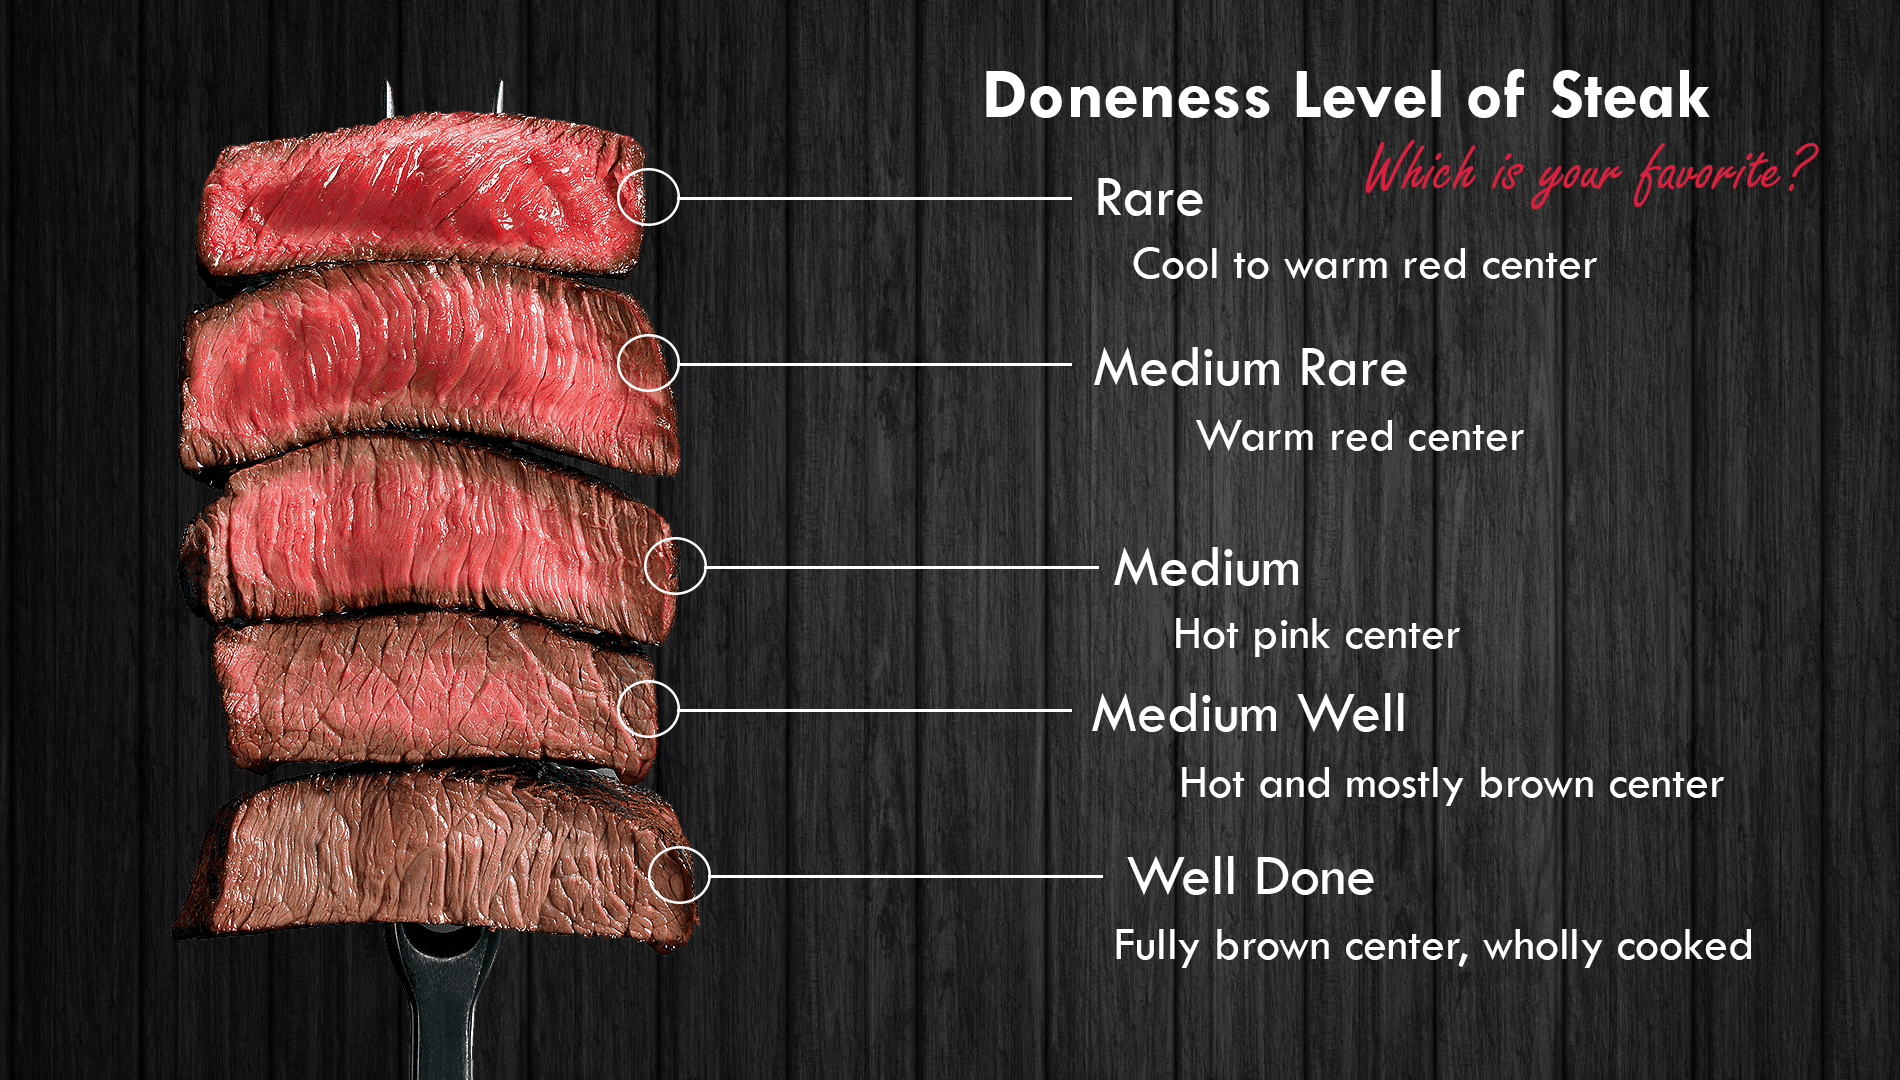 Doneness Level of Steak
Which is your favorite?
Rare
Cool to warm red center
Medium Rare
Warm red center
Medium
Hot pink center
Medium Well
Hot and mostly brown center
Well Done
Fully brown center, wholly cooked